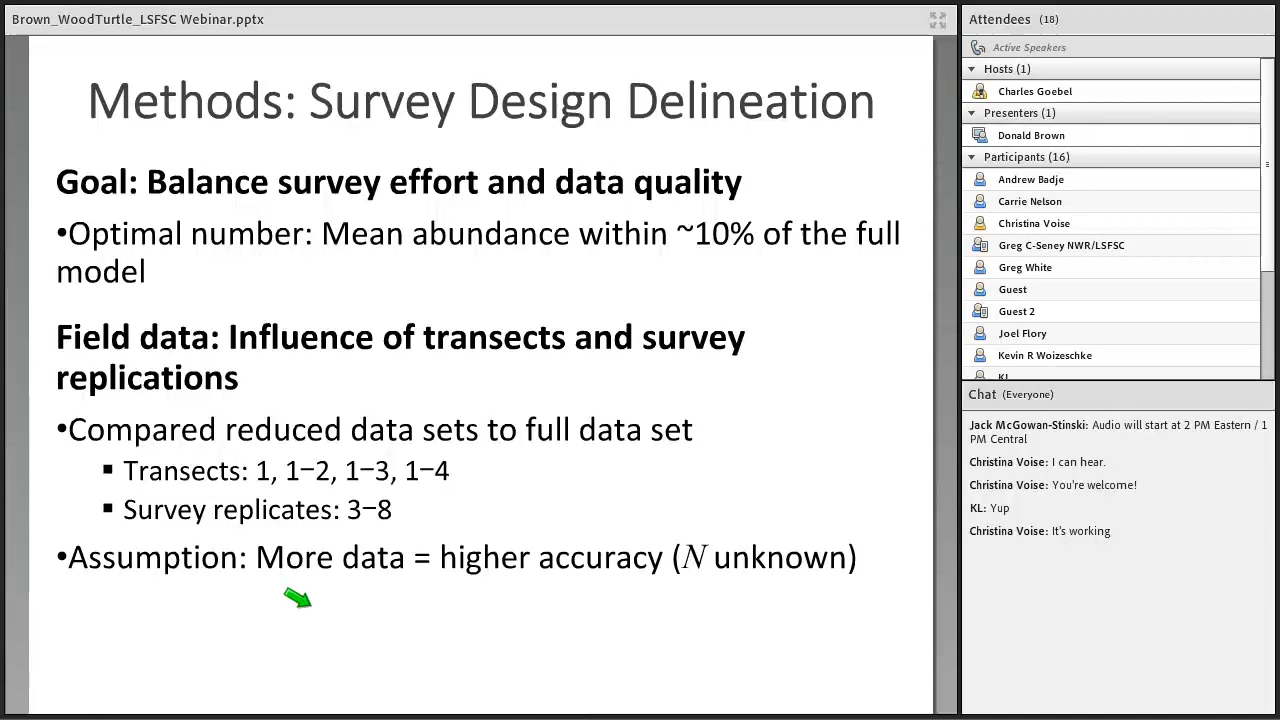 Brown_WoodTurtle_LSFSC Webinar.pptx
Methods: Survey Design Delineation
Goal: Balance survey effort and data quality
•Optimal number: Mean abundance within ~10% of the full
model
Field data: Influence of transects and survey
replications
•Compared reduced data sets to full data set
▪ Transects: 1, 1–2, 1–3, 1–4
▪ Survey replicates: 3–8
•Assumption: More data = higher accuracy (N unknown)
Attendees (18)
Active Speakers
Hosts (1)
Charles Goebel
Presenters (1)
Donald Brown
Participants (16)
Andrew Badje
Carrie Nelson
Christina Voise
Greg C-Seney NWR/LSFSC
Greg White
Guest
Guest 2
Joel Flory
Kevin R Woizeschke
KL
Chat (Everyone)
Jack McGowan-Stinski: Audio will start at 2 PM Eastern / 1
PM Central
Christina Voise: I can hear.
Christina Voise: You're welcome!
KL: Yup
Christina Voise: It's working